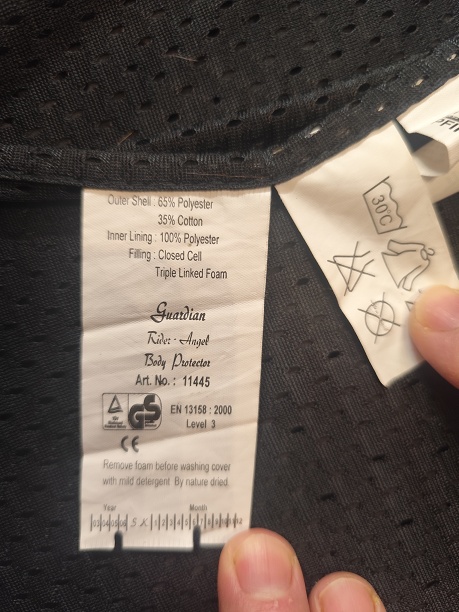 Outer Shell : 65% Polyester
35% Cotton
Inner Lining : 100% Polyester
Filling : Closed Cell
Triple Linked Foam
Guardian
Rider - Angel
Body Protector
Art. No. : 11445
GS
EN 13158 : 2000
Level 3
CE
Remove foam before washing cover
with mild detergent By nature dried.
Year Month
30C